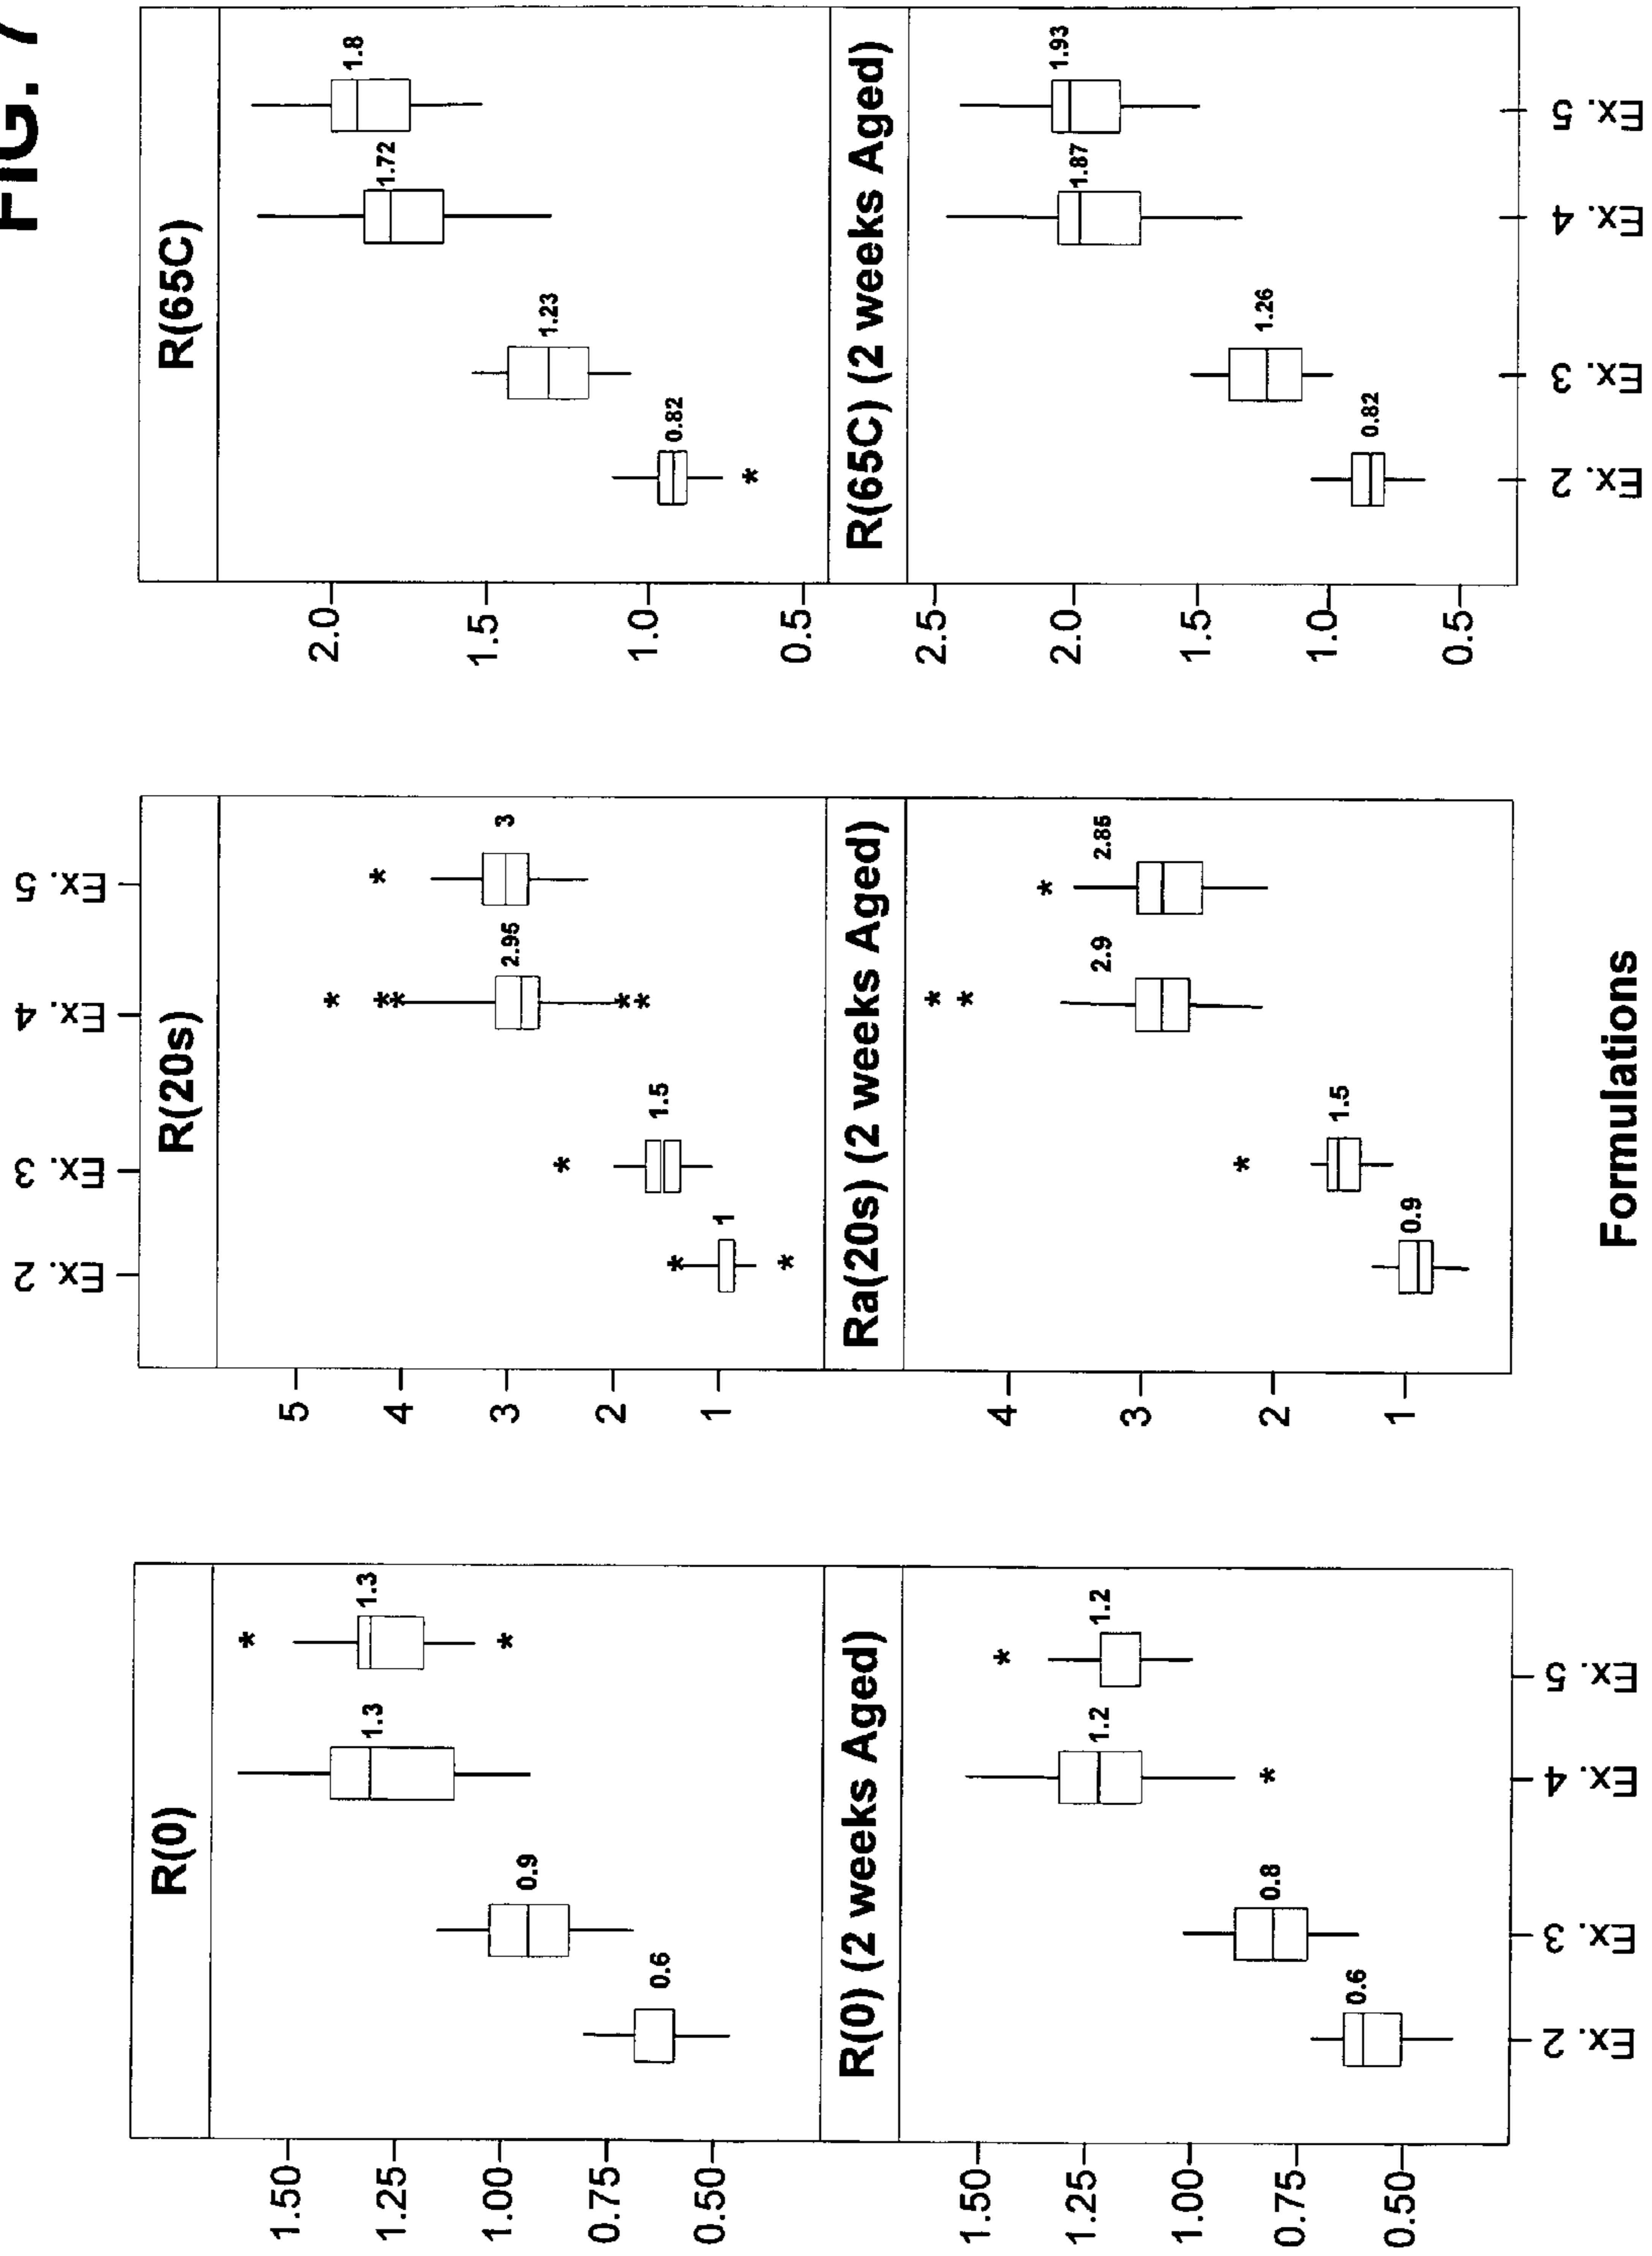 FIG. 7
Ex. 2
Ex. 3
Ex. 4
Ex. 5
R(0)
1.50
1.25
1.00
0.75
0.50
0.6
0.9
1.3
1.3
R(20s)
5
4
3
2
1
1
1.5
2.95
3
R(65C)
2.0
1.5
1.0
0.5
0.82
1.23
1.72
1.8
R(0) (2 weeks Aged)
1.50
1.25
1.00
0.75
0.50
0.6
0.8
1.2
1.2
Ex. 2
Ex. 3
Ex. 4
Ex. 5
Ra(20s) (2 weeks Aged)
4
3
2
1
0.9
1.5
2.9
2.85
R(65C) (2 weeks Aged)
2.5
2.0
1.5
1.0
0.5
0.82
1.26
1.87
1.93
Ex. 2
Ex. 3
Ex. 4
Ex. 5
Formulations